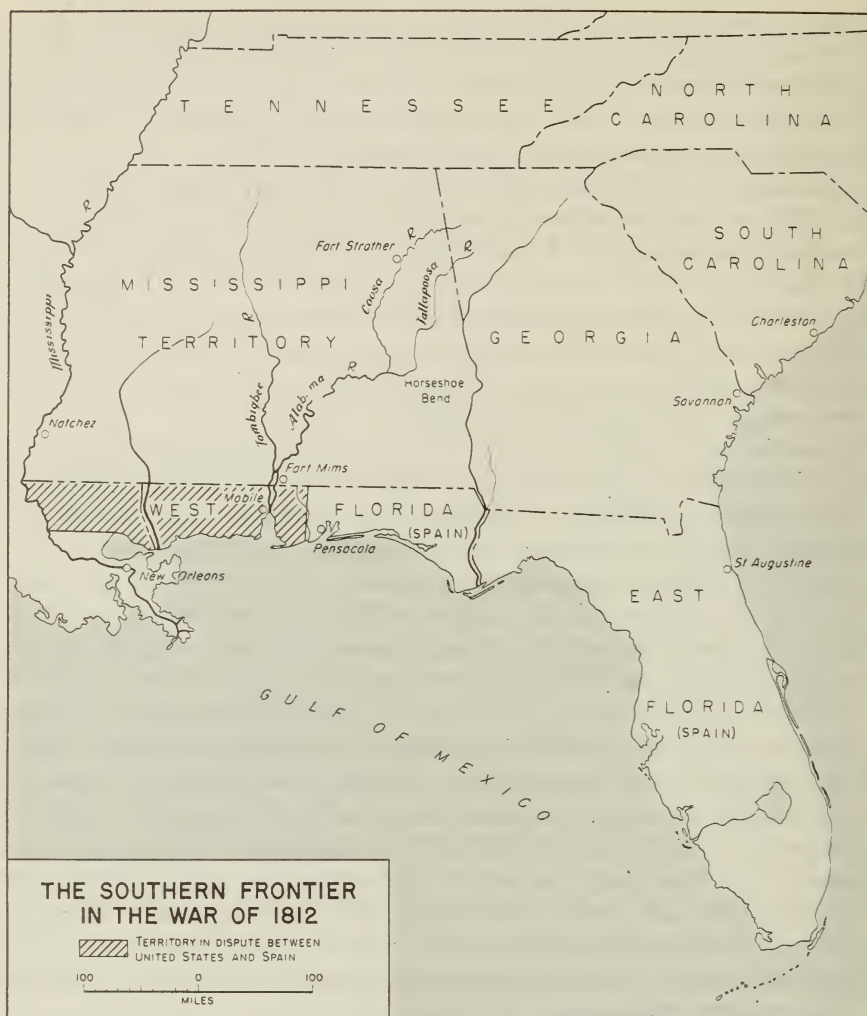 TENNESSEE
NORTH
CAROLINA
R
Fort Strother
R
R
SOUTH
CAROLINA
MISSISSIPPI
Coosa
Tallapoosa
Mississippi
R
TERRITORY
GEORGIA
Charleston
Tombigbee
Alab ma
R
Horseshoe
Bend
Savannah
Natchez
Fort Mims
WEST
Mobile
FLORIDA
(SPAIN)
Pensacola
New Orleans
St Augustine
EAST
FLORIDA
(SPAIN)
GULF OF MEXICO
THE SOUTHERN FRONTIER
IN THE WAR OF 1812
TERRITORY IN DISPUTE BETWEEN
UNITED STATES AND SPAIN
100 0 100
MILES